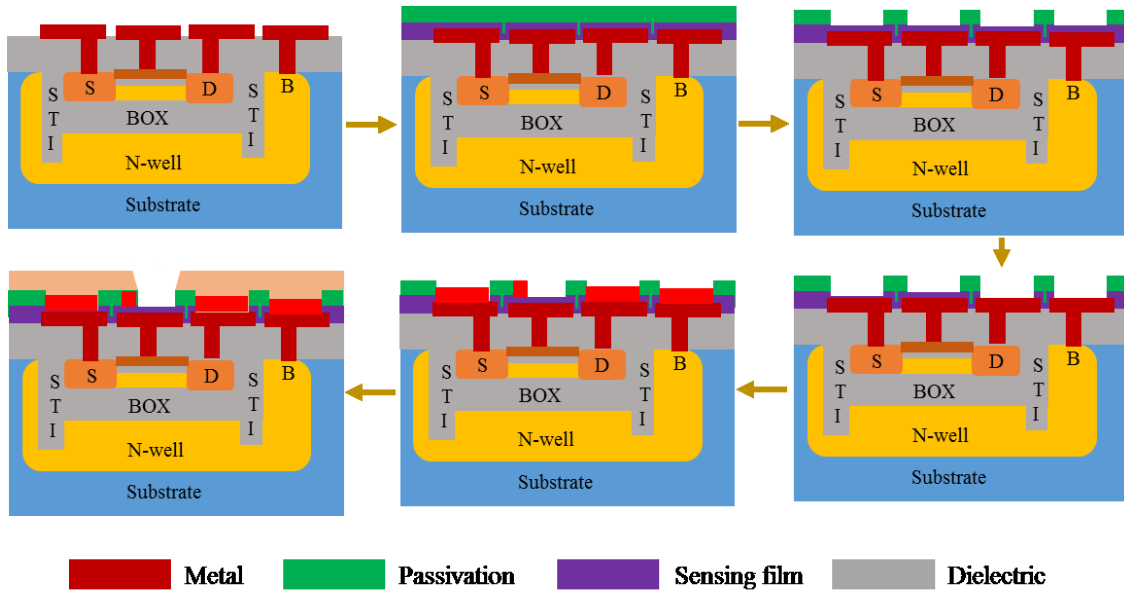 S D B
S T I
S T I
BOX
N-well
Substrate
S D B
S T I
S T I
BOX
N-well
Substrate
S D B
S T I
S T I
BOX
N-well
Substrate
S D B
S T I
S T I
BOX
N-well
Substrate
S D B
S T I
S T I
BOX
N-well
Substrate
S D B
S T I
S T I
BOX
N-well
Substrate
Metal Passivation Sensing film Dielectric